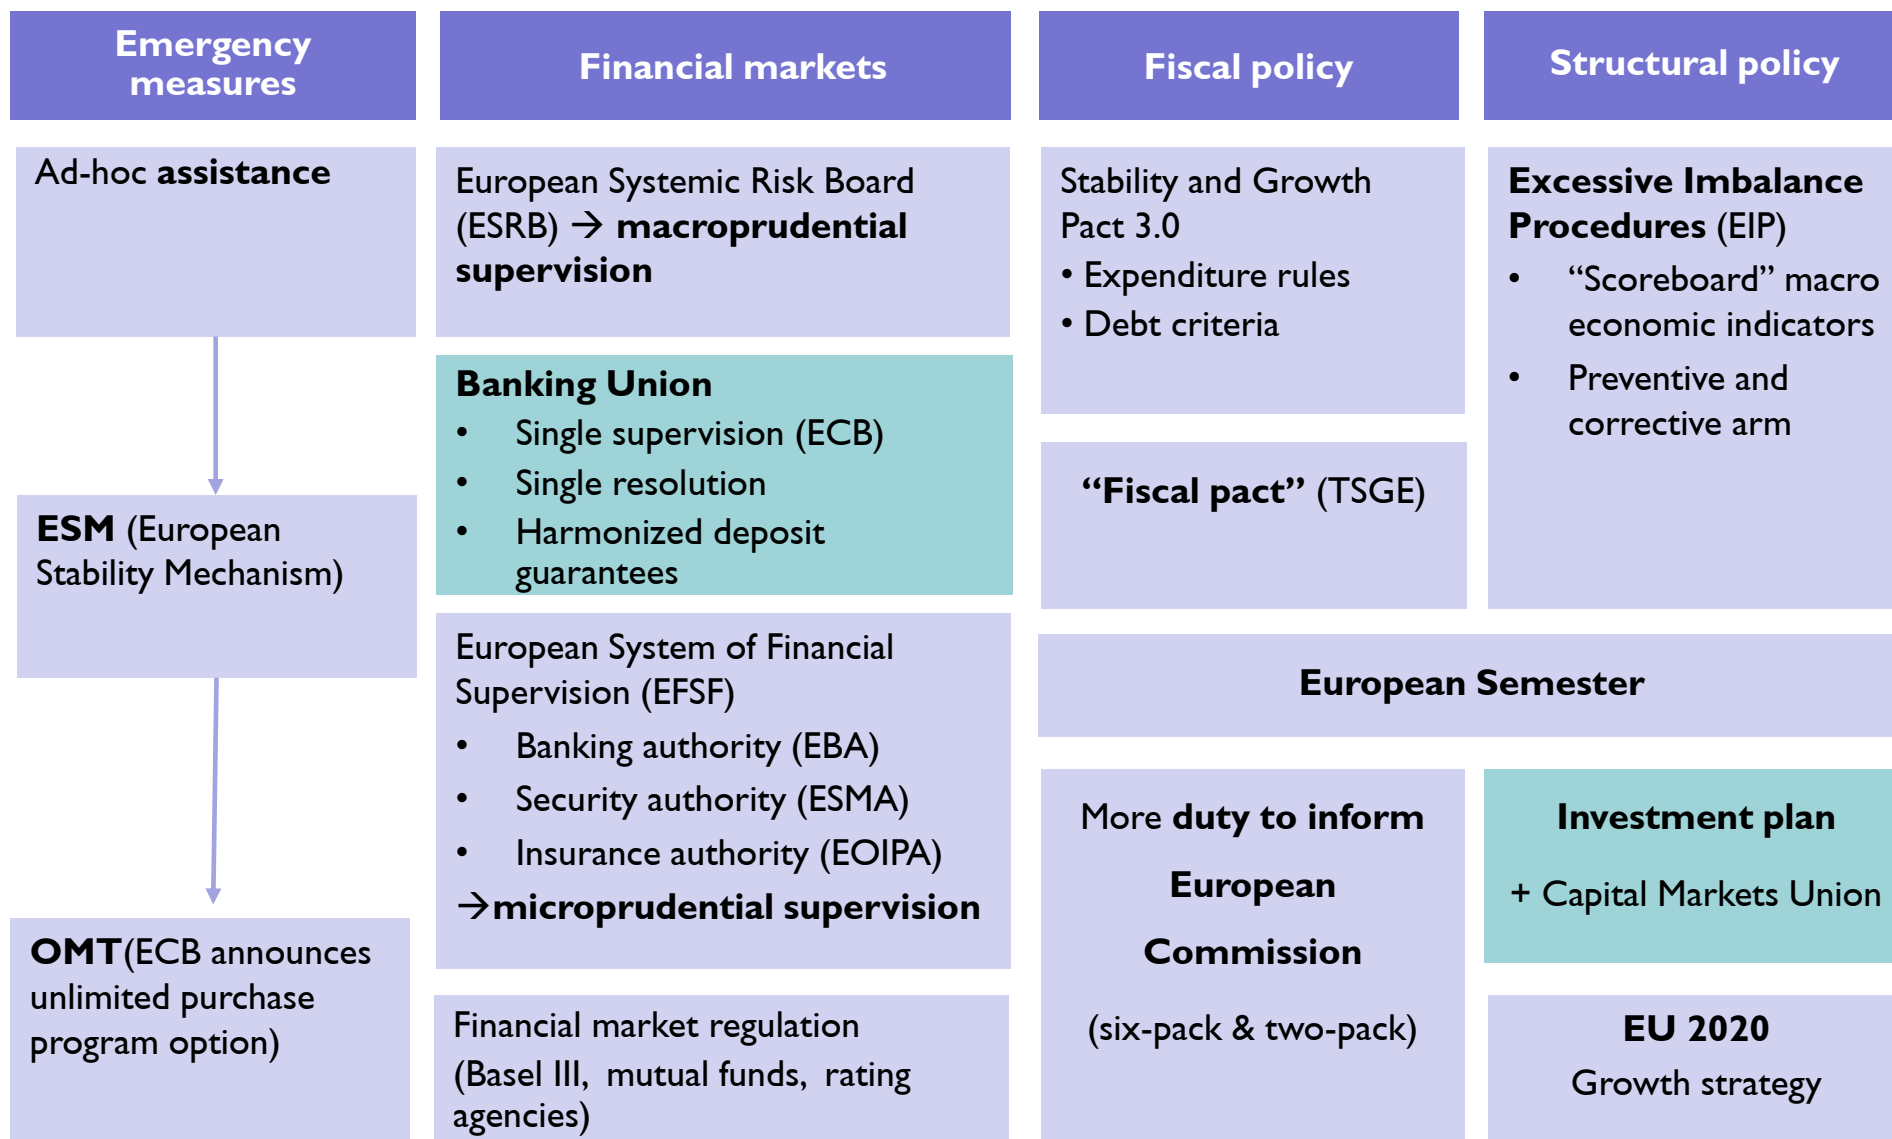 Emergency
measures
Financial markets
Fiscal policy
Structural policy
Ad-hoc assistance
ESM (European
Stability Mechanism)
OMT(ECB announces
unlimited purchase
program option)
European Systemic Risk Board
(ESRB) → macroprudential
supervision
Banking Union
• Single supervision (ECB)
• Single resolution
• Harmonized deposit
guarantees
European System of Financial
Supervision (EFSF)
• Banking authority (EBA)
• Security authority (ESMA)
• Insurance authority (EOIPA)
→microprudential supervision
Financial market regulation
(Basel III, mutual funds, rating
agencies)
Stability and Growth
Pact 3.0
• Expenditure rules
• Debt criteria
“Fiscal pact” (TSGE)
Excessive Imbalance
Procedures (EIP)
• “Scoreboard” macro
economic indicators
• Preventive and
corrective arm
European Semester
More duty to inform
European
Commission
(six-pack & two-pack)
Investment plan
+ Capital Markets Union
EU 2020
Growth strategy